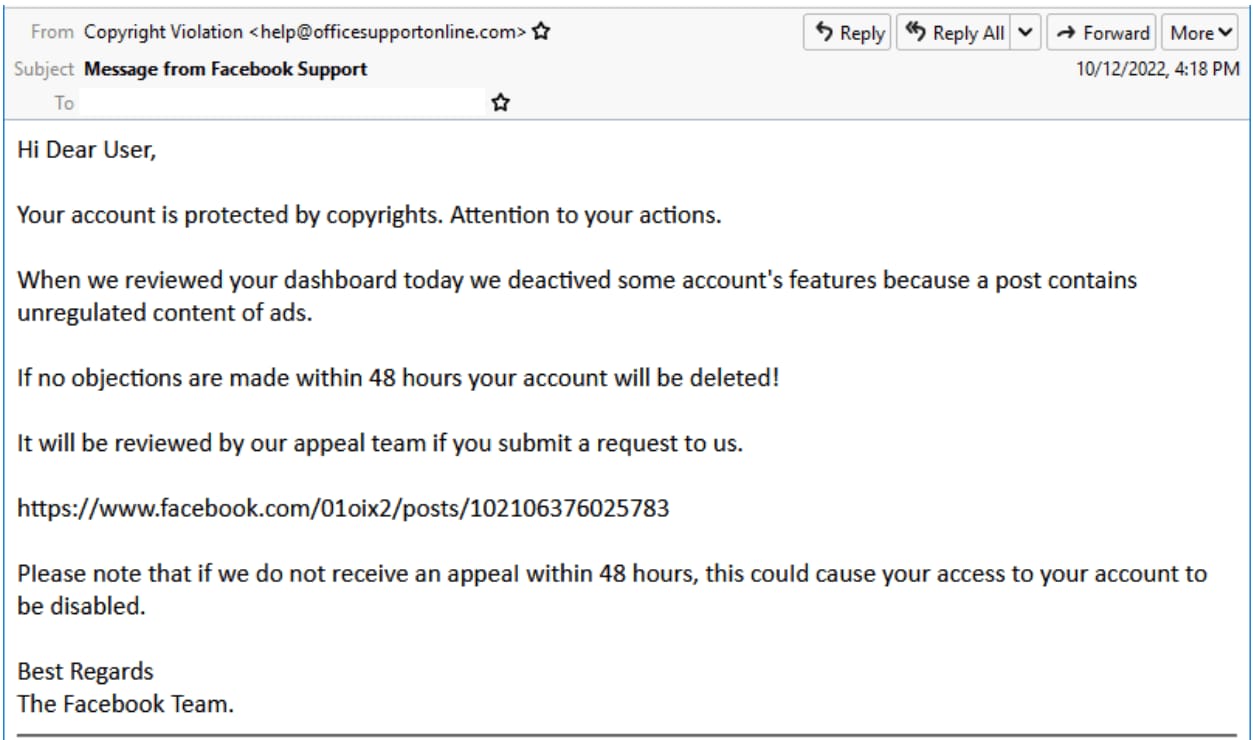 From Copyright Violation <help@officesupportonline.com> Reply Reply All Forward More
Subject Message from Facebook Support 10/12/2022, 4:18 PM
To
Hi Dear User,
Your account is protected by copyrights. Attention to your actions.
When we reviewed your dashboard today we deactived some account's features because a post contains
unregulated content of ads.
If no objections are made within 48 hours your account will be deleted!
It will be reviewed by our appeal team if you submit a request to us.
https://www.facebook.com/01oix2/posts/102106376025783
Please note that if we do not receive an appeal within 48 hours, this could cause your access to your account to
be disabled.
Best Regards
The Facebook Team.